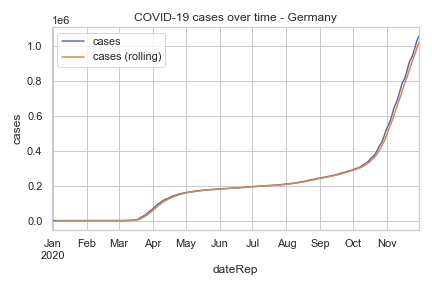 COVID-19 cases over time - Germany
1e6
cases
cases (rolling)
1.0
0.8
0.6
0.4
0.2
0.0
cases
Jan Feb Mar Apr May Jun Jul Aug Sep Oct Nov
2020
dateRep